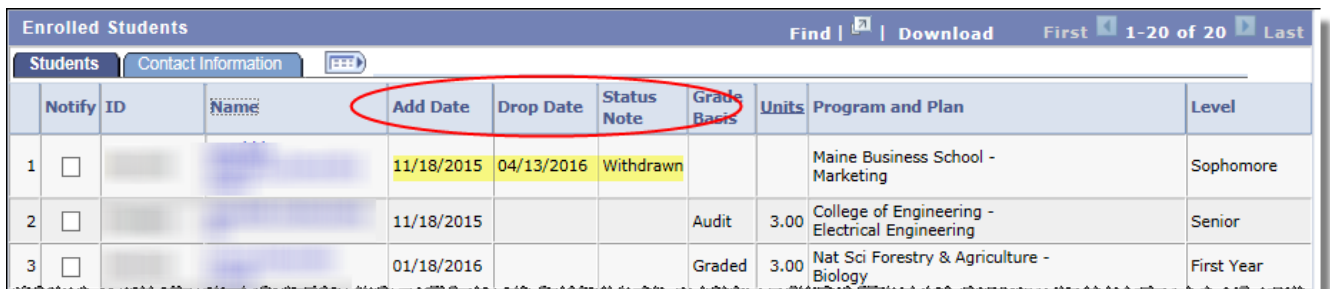 Enrolled Students Find | | Download First 1-20 of 20 Last
Students Contact Information
Notify ID Name Add Date Drop Date Status Note Grade Basis Units Program and Plan Level
1 11/18/2015 04/13/2016 Withdrawn Maine Business School - Marketing Sophomore
2 11/18/2015 Audit 3.00 College of Engineering - Electrical Engineering Senior
3 01/18/2016 Graded 3.00 Nat Sci Forestry & Agriculture - Biology First Year